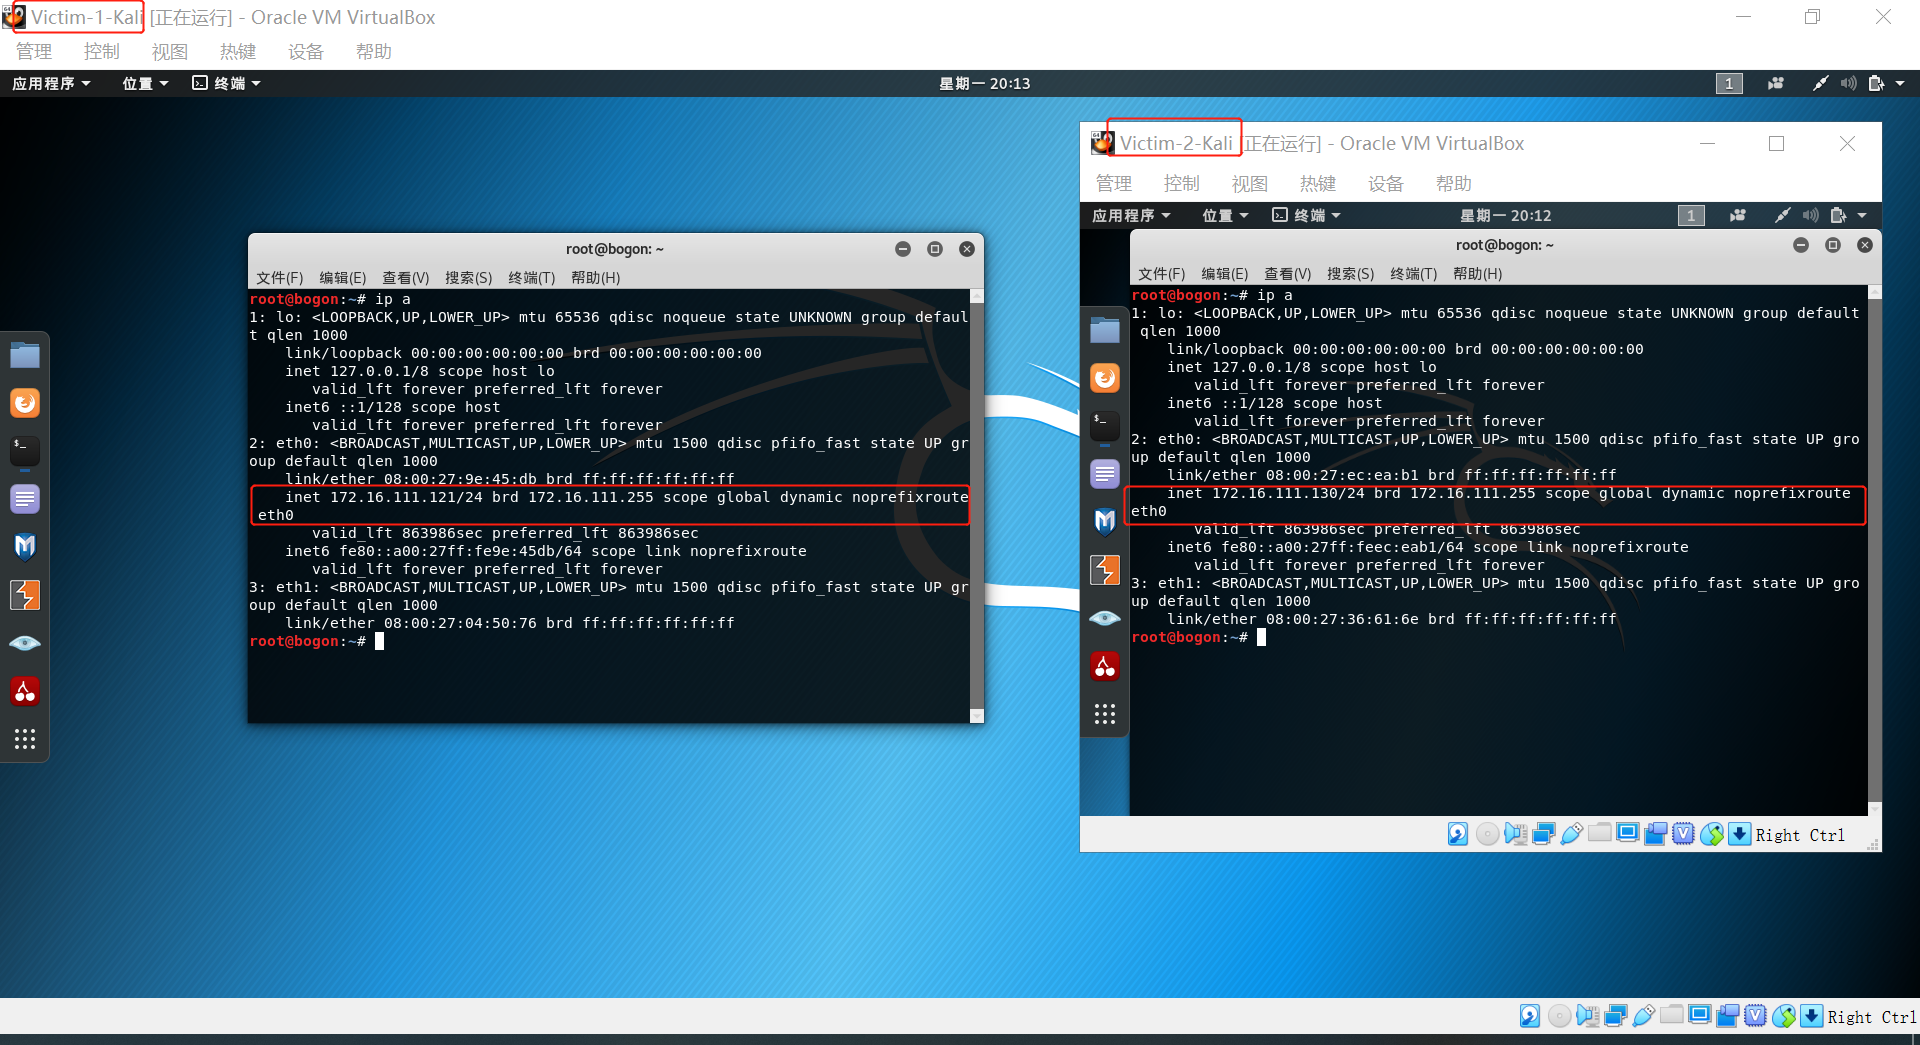 Victim-1-Kali [正在运行] - Oracle VM VirtualBox
管理 控制 视图 热键 设备 帮助
应用程序 位置 终端 星期一 20:13 1
root@bogon: ~
文件(F) 编辑(E) 查看(V) 搜索(S) 终端(T) 帮助(H)
root@bogon:~# ip a
1: lo: <LOOPBACK,UP,LOWER_UP> mtu 65536 qdisc noqueue state UNKNOWN group defaul
t qlen 1000
link/loopback 00:00:00:00:00:00 brd 00:00:00:00:00:00
inet 127.0.0.1/8 scope host lo
valid_lft forever preferred_lft forever
inet6 ::1/128 scope host
valid_lft forever preferred_lft forever
2: eth0: <BROADCAST,MULTICAST,UP,LOWER_UP> mtu 1500 qdisc pfifo_fast state UP gr
oup default qlen 1000
link/ether 08:00:27:9e:45:db brd ff:ff:ff:ff:ff:ff
inet 172.16.111.121/24 brd 172.16.111.255 scope global dynamic noprefixroute
eth0
valid_lft 863986sec preferred_lft 863986sec
inet6 fe80::a00:27ff:fe9e:45db/64 scope link noprefixroute
valid_lft forever preferred_lft forever
3: eth1: <BROADCAST,MULTICAST,UP,LOWER_UP> mtu 1500 qdisc pfifo_fast state UP gr
oup default qlen 1000
link/ether 08:00:27:04:50:76 brd ff:ff:ff:ff:ff:ff
root@bogon:~#
Victim-2-Kali [正在运行] - Oracle VM VirtualBox
管理 控制 视图 热键 设备 帮助
应用程序 位置 终端 星期一 20:12 1
root@bogon: ~
文件(F) 编辑(E) 查看(V) 搜索(S) 终端(T) 帮助(H)
root@bogon:~# ip a
1: lo: <LOOPBACK,UP,LOWER_UP> mtu 65536 qdisc noqueue state UNKNOWN group default
qlen 1000
link/loopback 00:00:00:00:00:00 brd 00:00:00:00:00:00
inet 127.0.0.1/8 scope host lo
valid_lft forever preferred_lft forever
inet6 ::1/128 scope host
valid_lft forever preferred_lft forever
2: eth0: <BROADCAST,MULTICAST,UP,LOWER_UP> mtu 1500 qdisc pfifo_fast state UP gro
up default qlen 1000
link/ether 08:00:27:ec:ea:b1 brd ff:ff:ff:ff:ff:ff
inet 172.16.111.130/24 brd 172.16.111.255 scope global dynamic noprefixroute
eth0
valid_lft 863986sec preferred_lft 863986sec
inet6 fe80::a00:27ff:feec:eab1/64 scope link noprefixroute
valid_lft forever preferred_lft forever
3: eth1: <BROADCAST,MULTICAST,UP,LOWER_UP> mtu 1500 qdisc pfifo_fast state UP gro
up default qlen 1000
link/ether 08:00:27:36:61:6e brd ff:ff:ff:ff:ff:ff
root@bogon:~#
Right Ctrl
Right Ctrl